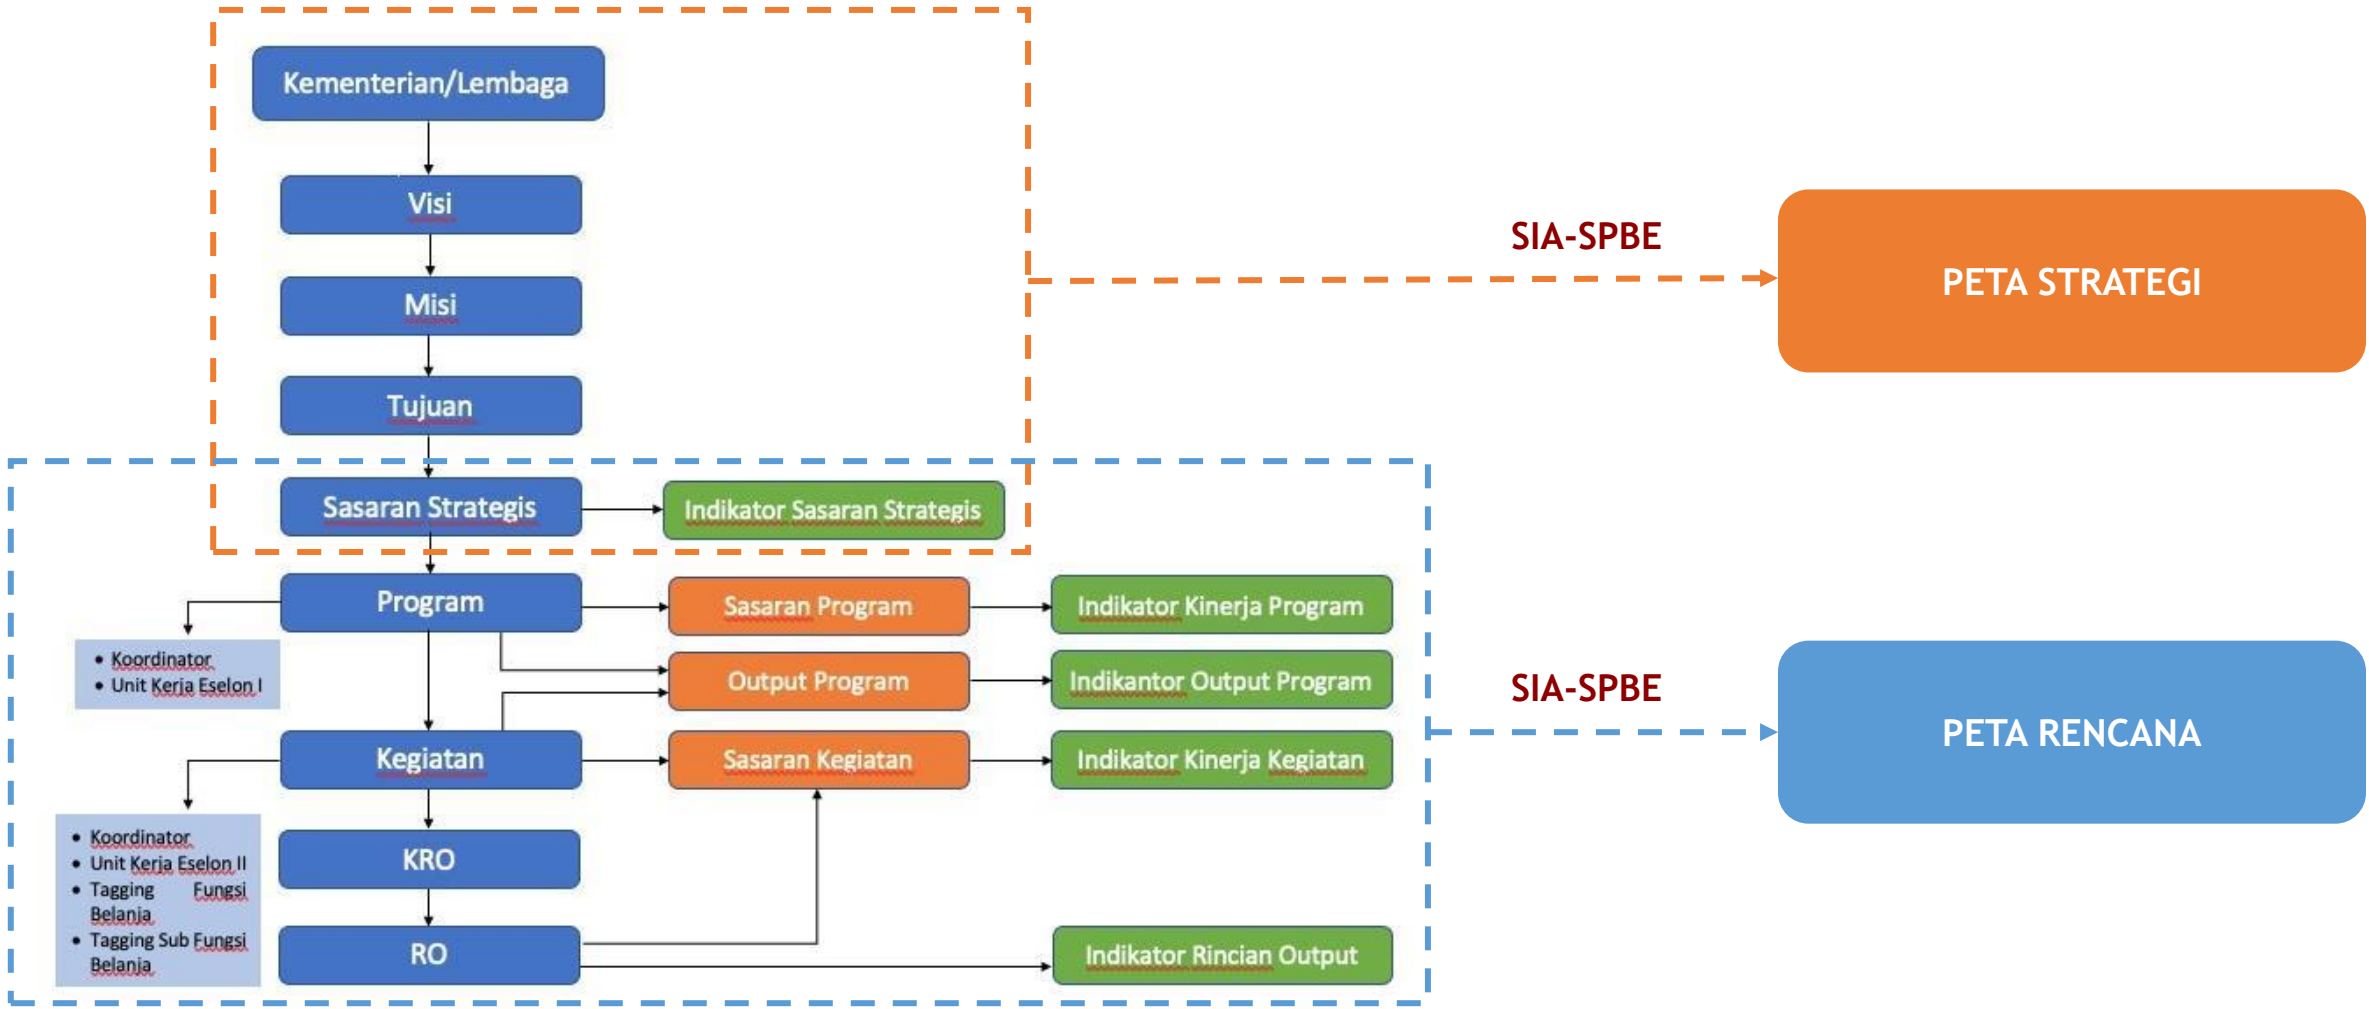 Kementerian/Lembaga
Visi
SIA-SPBE
PETA STRATEGI
Misi
Tujuan
Sasaran Strategis
Indikator Sasaran Strategis
Program
Sasaran Program
Indikator Kinerja Program
• Koordinator
• Unit Kerja Eselon I
Output Program
Indikantor Output Program
SIA-SPBE
PETA RENCANA
Kegiatan
Sasaran Kegiatan
Indikator Kinerja Kegiatan
• Koordinator
• Unit Kerja Eselon II
• Tagging Fungsi
Belanja
• Tagging Sub Fungsi
Belanja
KRO
RO
Indikator Rincian Output